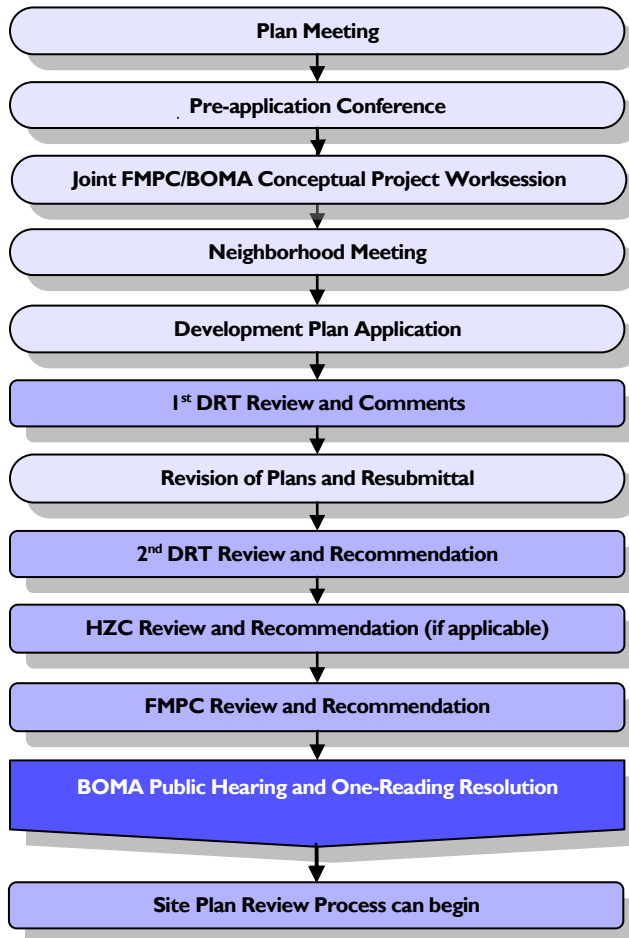 Plan Meeting
Pre-application Conference
Joint FMPC/BOMA Conceptual Project Worksession
Neighborhood Meeting
Development Plan Application
1st DRT Review and Comments
Revision of Plans and Resubmittal
2nd DRT Review and Recommendation
HZC Review and Recommendation (if applicable)
FMPC Review and Recommendation
BOMA Public Hearing and One-Reading Resolution
Site Plan Review Process can begin